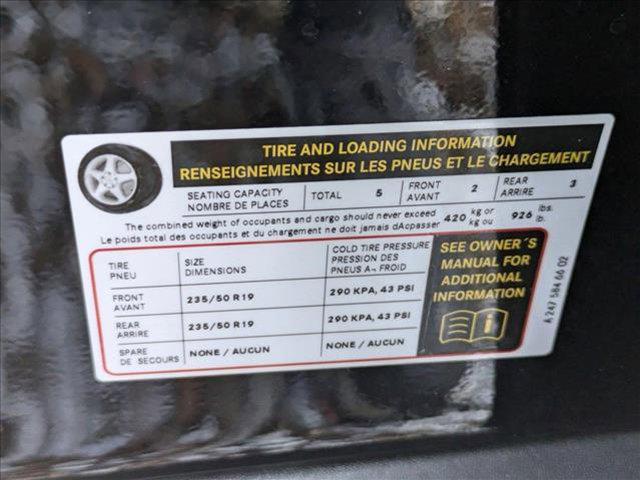 TIRE AND LOADING INFORMATION
RENSEIGNEMENTS SUR LES PNEUS ET LE CHARGEMENT
SEATING CAPACITY
NOMBRE DE PLACES
TOTAL 5
FRONT
AVANT
2
REAR
ARRIERE
3
The combined weight of occupants and cargo should never exceed
Le poids total des occupants et du chargement ne doit jamais dAcpasser
420 kg or
kg ou
926 lbs.
lb.
TIRE
PNEU
SIZE
DIMENSIONS
COLD TIRE PRESSURE
PRESSION DES
PNEUS A¬ FROID
FRONT
AVANT
235/50 R19
290 KPA, 43 PSI
REAR
ARRIRE
235/50 R19
290 KPA, 43 PSI
SPARE
DE SECOURS
NONE / AUCUN
NONE / AUCUN
SEE OWNER´S
MANUAL FOR
ADDITIONAL
INFORMATION
A 247 584 66 02